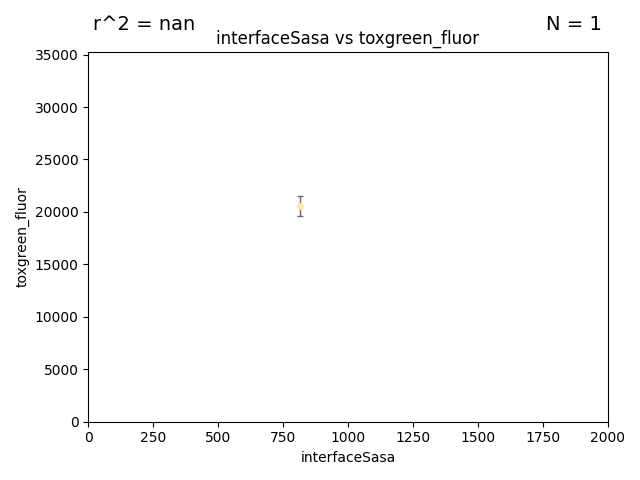 r^2 = nan
N = 1
interfaceSasa vs toxgreen_fluor
35000
30000
25000
20000
15000
10000
5000
0
toxgreen_fluor
0 250 500 750 1000 1250 1500 1750 2000
interfaceSasa